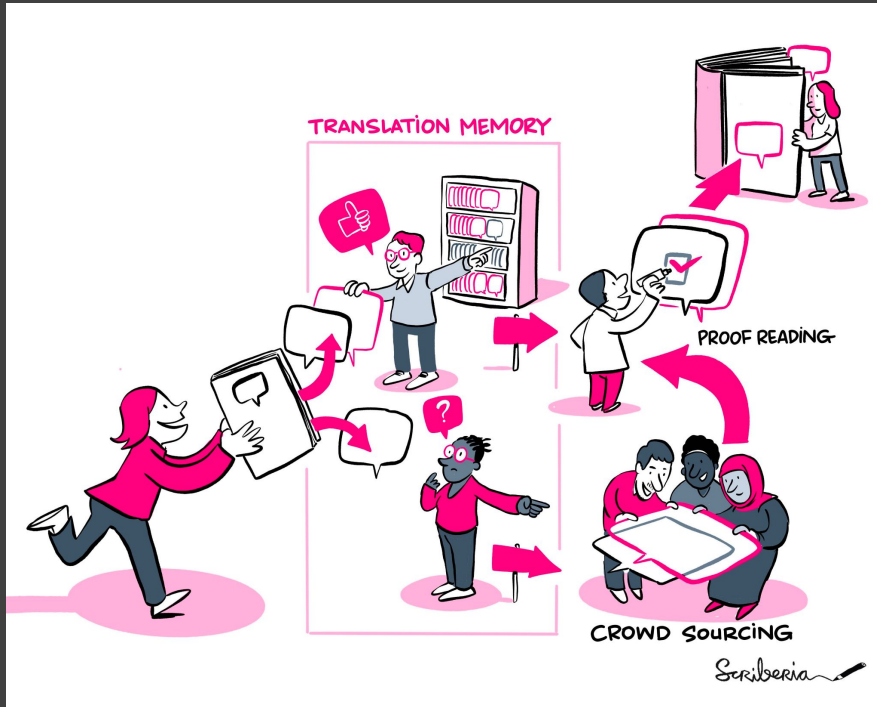 TRANSLATION MEMORY
?
PROOF READING
CROWD SOURCING
Scriberia